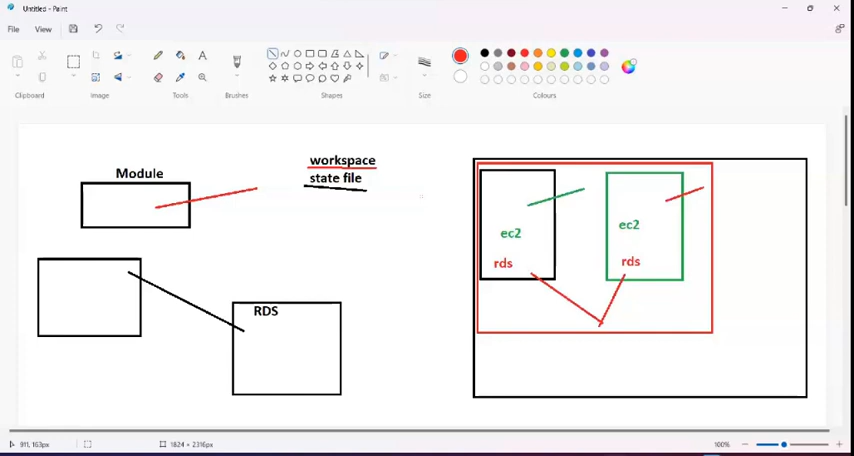 Untitled - Paint
File View
Clipboard
Image
Tools
Brushes
Shapes
Size
Colours
Module
workspace
state file
RDS
ec2
rds
ec2
rds
911, 163px
1824 × 2316px
100%